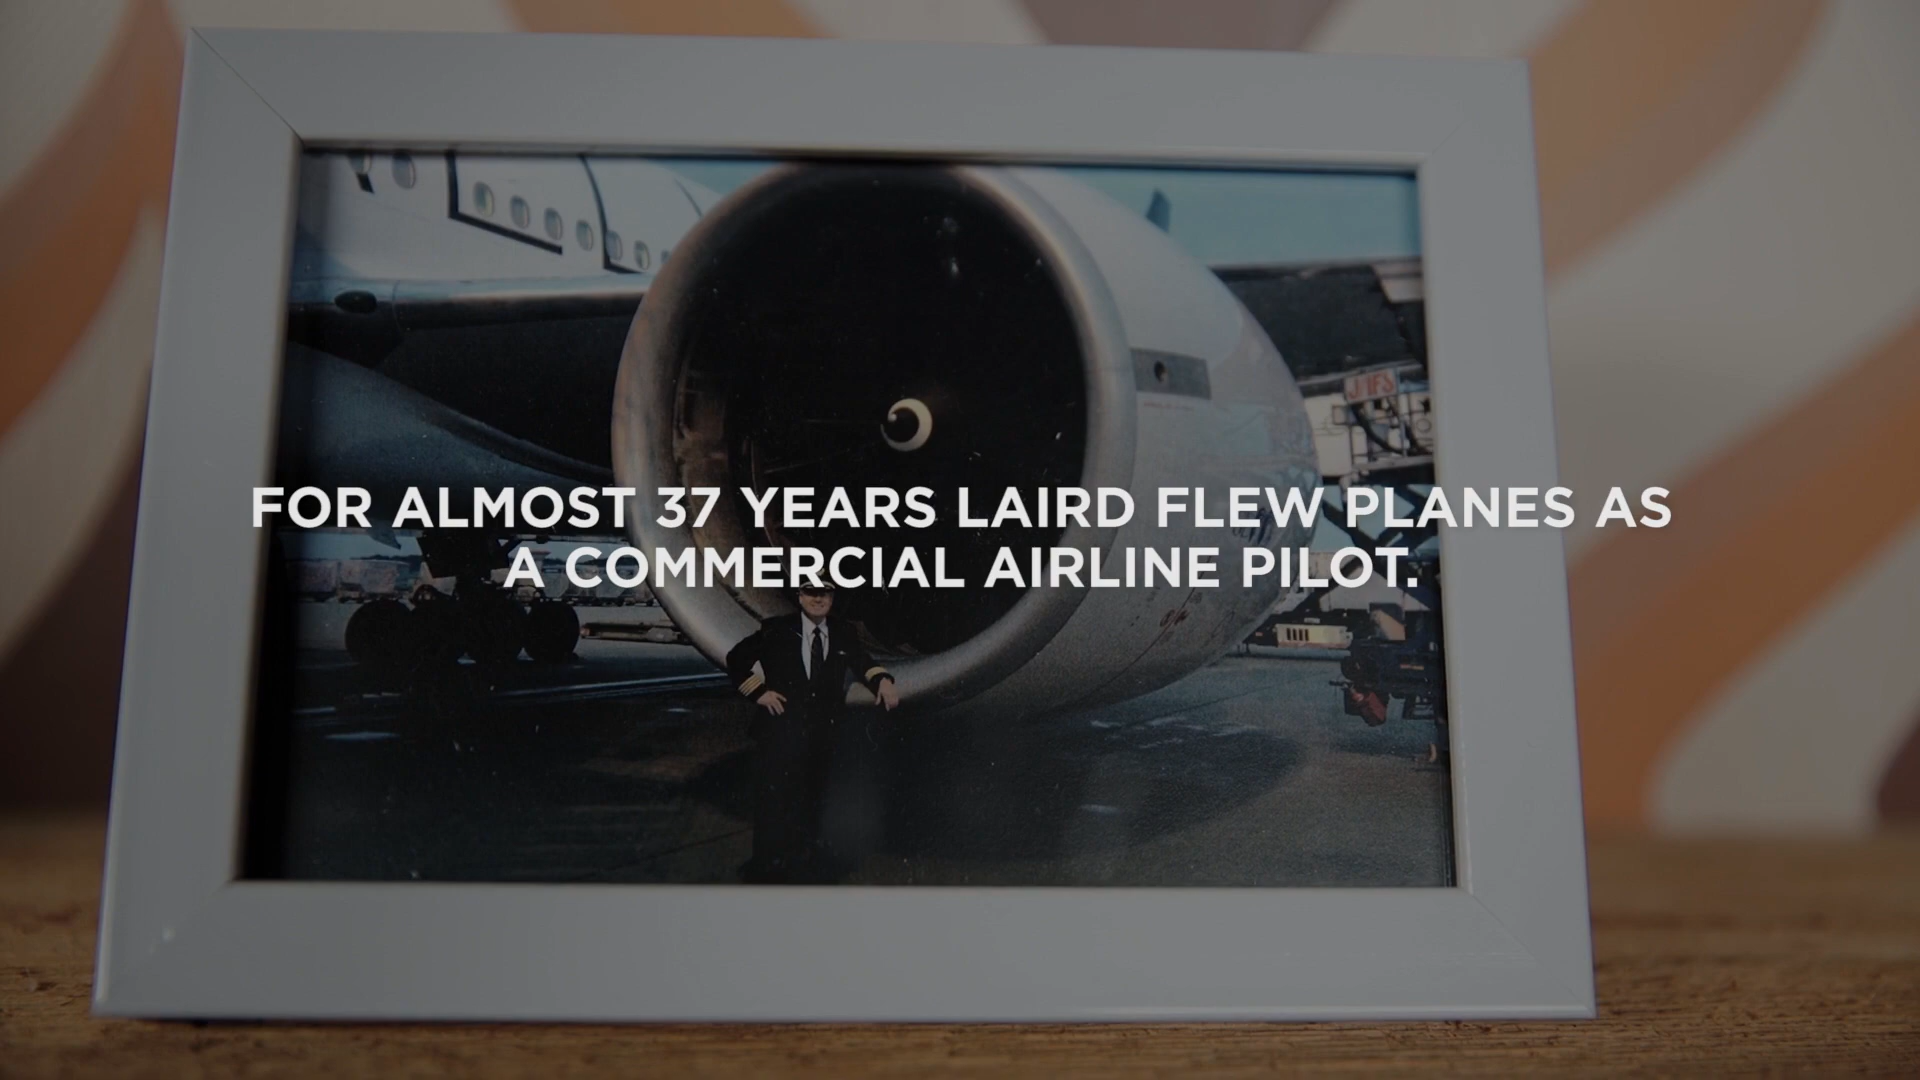 FOR ALMOST 37 YEARS LAIRD FLEW PLANES AS
A COMMERCIAL AIRLINE PILOT.